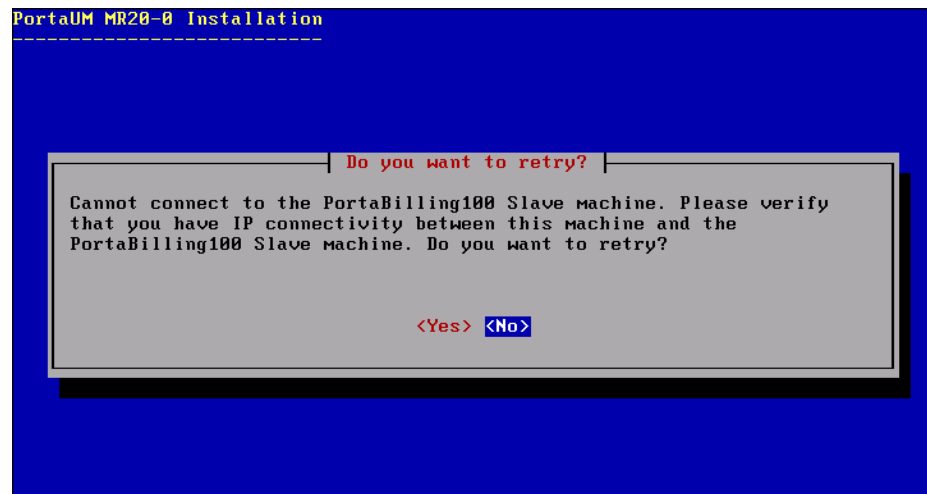 PortaUM MR20-0 Installation
---------------------------
Do you want to retry?
Cannot connect to the PortaBilling100 Slave machine. Please verify
that you have IP connectivity between this machine and the
PortaBilling100 Slave machine. Do you want to retry?
<Yes> <No>